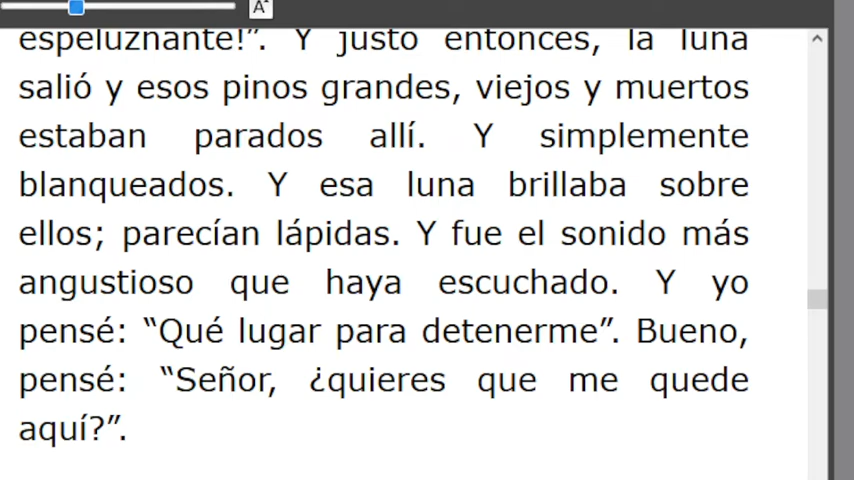 A
espeluznante!”. Y justo entonces, la luna
salió y esos pinos grandes, viejos y muertos
estaban parados allí. Y simplemente
blanqueados. Y esa luna brillaba sobre
ellos; parecían lápidas. Y fue el sonido más
angustioso que haya escuchado. Y yo
pensé: “Qué lugar para detenerme”. Bueno,
pensé: “Señor, ¿quieres que me quede
aquí?”.